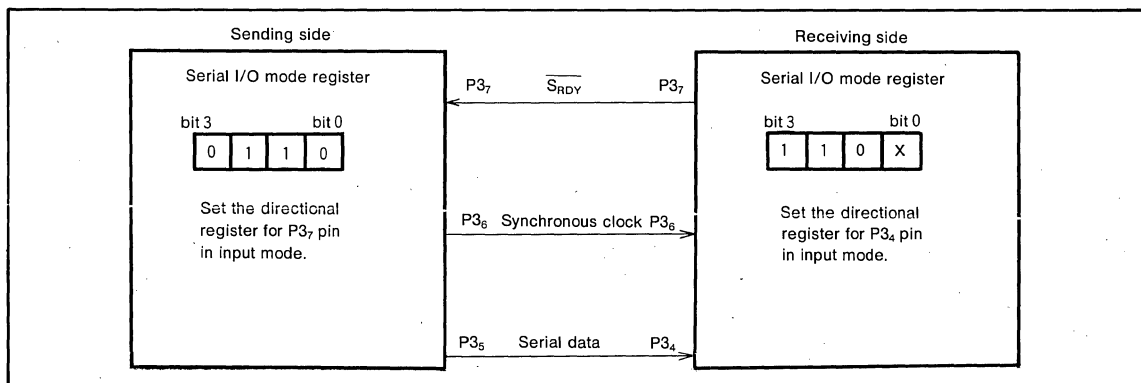 Sending side
Serial I/O mode register
bit 3 bit 0
0 1 1 0
Set the directional
register for P3₇ pin
in input mode.
P3₇ S̅R̅D̅Y̅ P3₇
P3₆ Synchronous clock P3₆
P3₅ Serial data P3₄
Receiving side
Serial I/O mode register
bit 3 bit 0
1 1 0 X
Set the directional
register for P3₄ pin
in input mode.